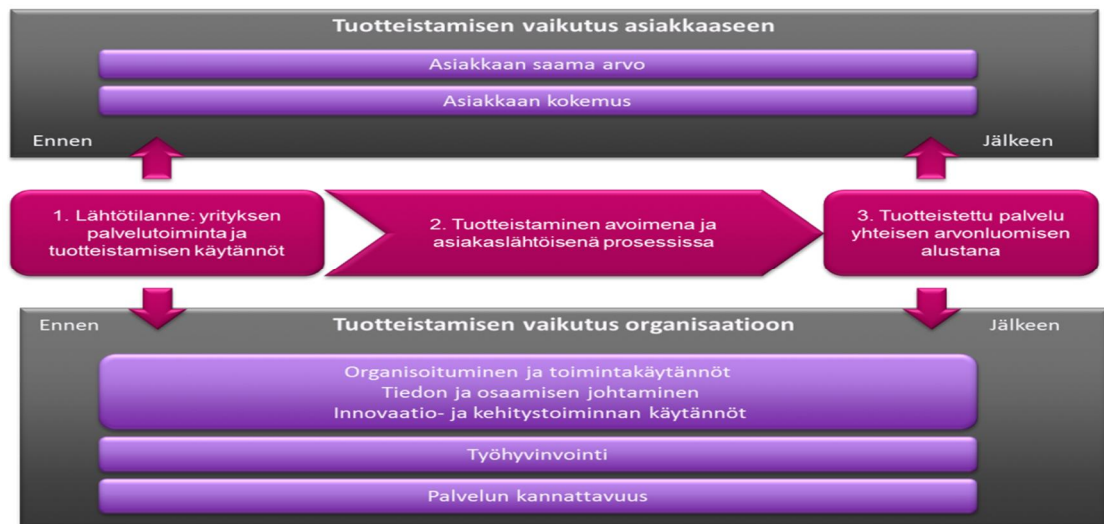 Tuotteistamisen vaikutus asiakkaaseen
Asiakkaan saama arvo
Asiakkaan kokemus
Ennen
Jälkeen
1. Lähtötilanne: yrityksen
palvelutoiminta ja
tuotteistamisen käytännöt
2. Tuotteistaminen avoimena ja
asiakaslähtöisenä prosessissa
3. Tuotteistettu palvelu
yhteisen arvonluomisen
alustana
Ennen
Tuotteistamisen vaikutus organisaatioon
Jälkeen
Organisoituminen ja toimintakäytännöt
Tiedon ja osaamisen johtaminen
Innovaatio- ja kehitystoiminnan käytännöt
Työhyvinvointi
Palvelun kannattavuus